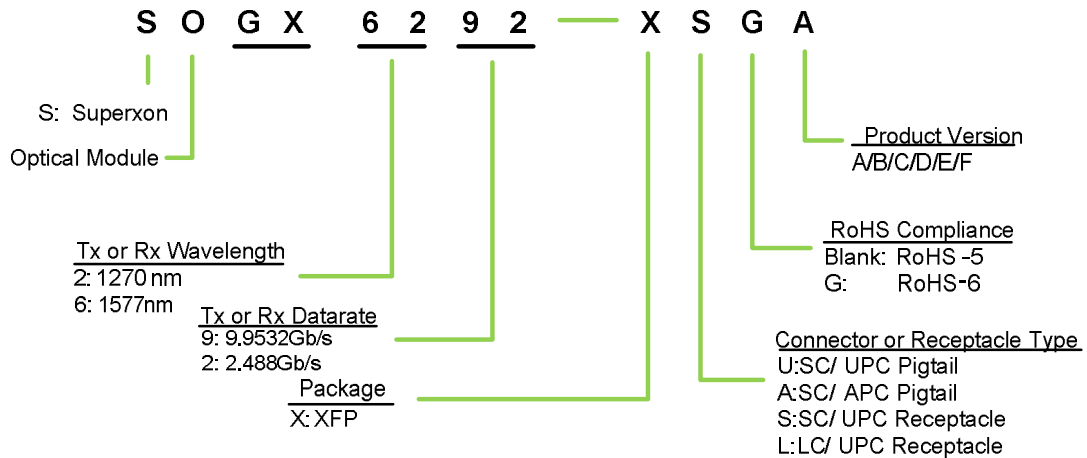 S O G X 6 2 9 2 — X S G A
S: Superxon
Optical Module
Product Version
A/B/C/D/E/F
Tx or Rx Wavelength
2: 1270 nm
6: 1577nm
RoHS Compliance
Blank: RoHS -5
G: RoHS-6
Tx or Rx Datarate
9: 9.9532Gb/s
2: 2.488Gb/s
Package
X: XFP
Connector or Receptacle Type
U:SC/ UPC Pigtail
A:SC/ APC Pigtail
S:SC/ UPC Receptacle
L:LC/ UPC Receptacle